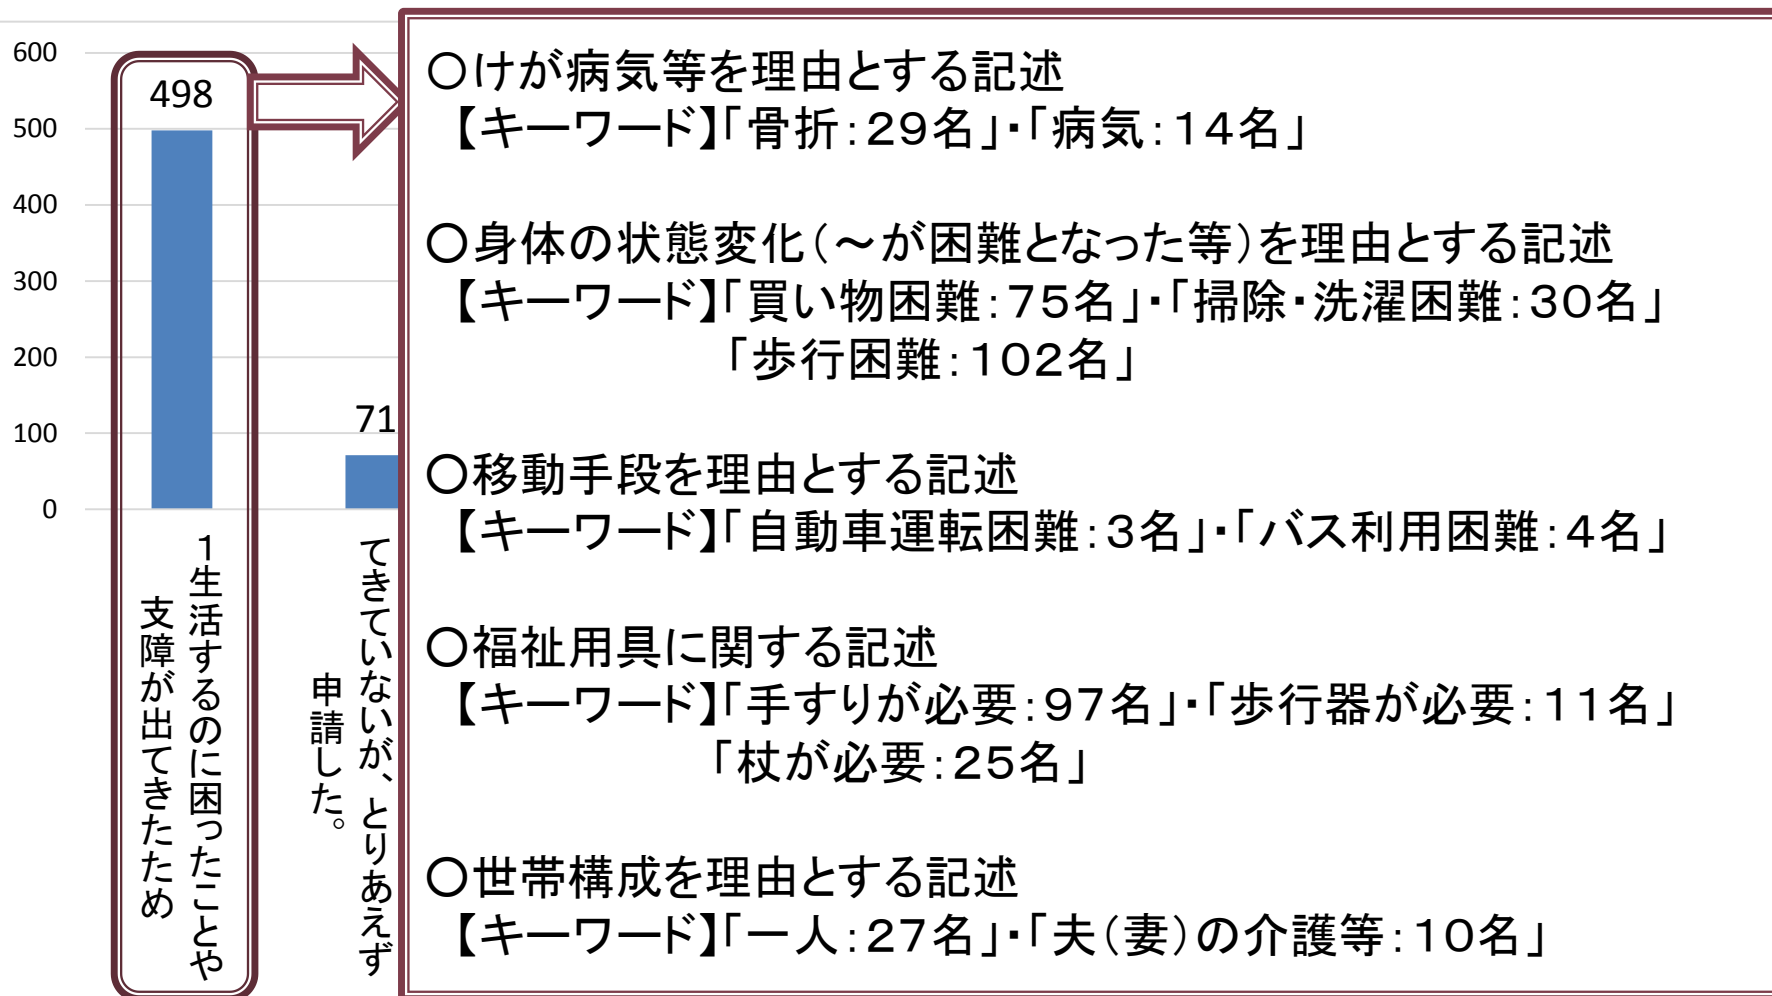 600
500
400
300
200
100
0
498
71
1生活するのに困ったことや
支障が出てきたため
てきていないが、とりあえず
申請した。
○けが病気等を理由とする記述
【キーワード】「骨折:29名」・「病気:14名」
○身体の状態変化(~が困難となった等)を理由とする記述
【キーワード】「買い物困難:75名」・「掃除・洗濯困難:30名」
「歩行困難:102名」
○移動手段を理由とする記述
【キーワード】「自動車運転困難:3名」・「バス利用困難:4名」
○福祉用具に関する記述
【キーワード】「手すりが必要:97名」・「歩行器が必要:11名」
「杖が必要:25名」
○世帯構成を理由とする記述
【キーワード】「一人:27名」・「夫(妻)の介護等:10名」